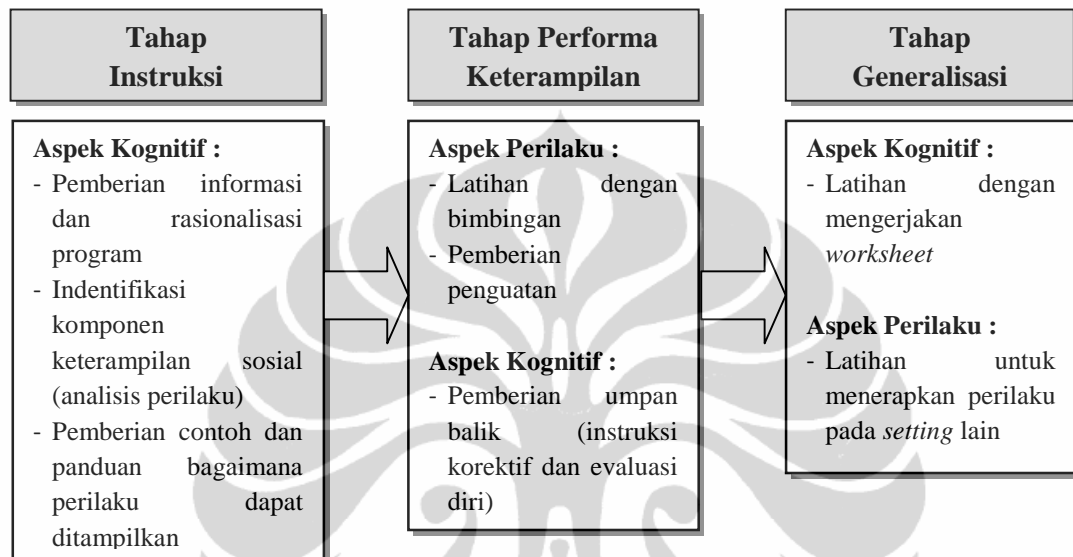 Tahap
Instruksi
Aspek Kognitif :
- Pemberian informasi
dan rasionalisasi
program
- Indentifikasi
komponen
keterampilan sosial
(analisis perilaku)
- Pemberian contoh dan
panduan bagaimana
perilaku dapat
ditampilkan
Tahap Performa
Keterampilan
Aspek Perilaku :
- Latihan dengan
bimbingan
- Pemberian
penguatan
Aspek Kognitif :
- Pemberian umpan
balik (instruksi
korektif dan evaluasi
diri)
Tahap
Generalisasi
Aspek Kognitif :
- Latihan dengan
mengerjakan
worksheet
Aspek Perilaku :
- Latihan untuk
menerapkan perilaku
pada setting lain